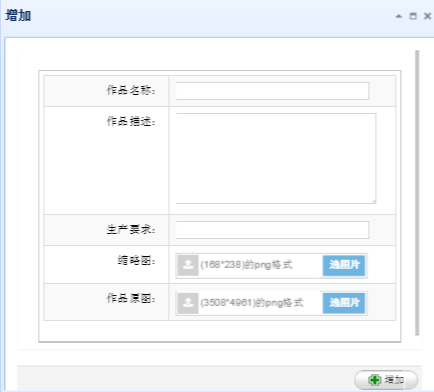 增加
作品名称:
作品描述:
生产要求:
缩略图: (168*238)的png格式 选图片
作品原图: (3508*4961)的png格式 选图片
增加